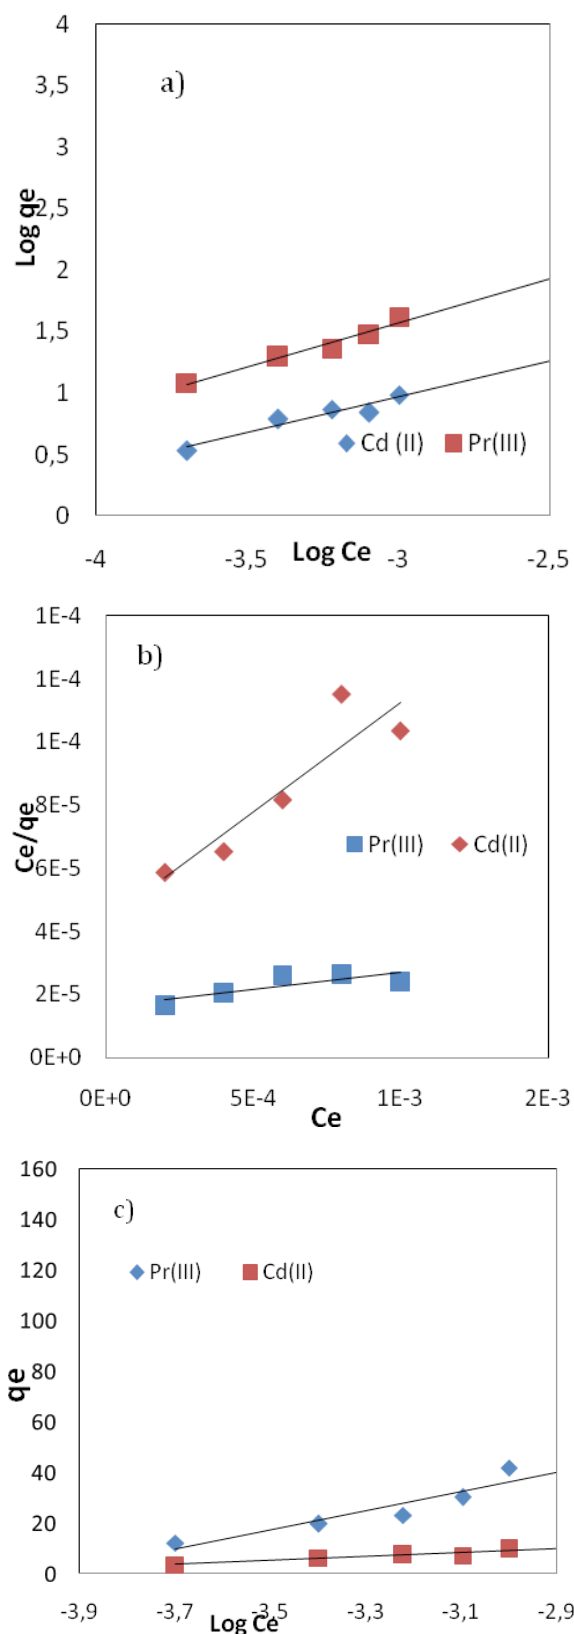 4
a)
3,5
3
Log qe
2,5
2
1,5
1
Cd (II) Pr(III)
0,5
0
-4 -3,5 -3 -2,5
Log Ce
1E-4
b)
1E-4
1E-4
Ce/qe
8E-5
Pr(III) Cd(II)
6E-5
4E-5
2E-5
0E+0
0E+0 5E-4 1E-3 2E-3
Ce
160
c)
140
120
Pr(III) Cd(II)
100
80
qe
60
40
20
0
-3,9 -3,7 -3,5 -3,3 -3,1 -2,9
Log Ce